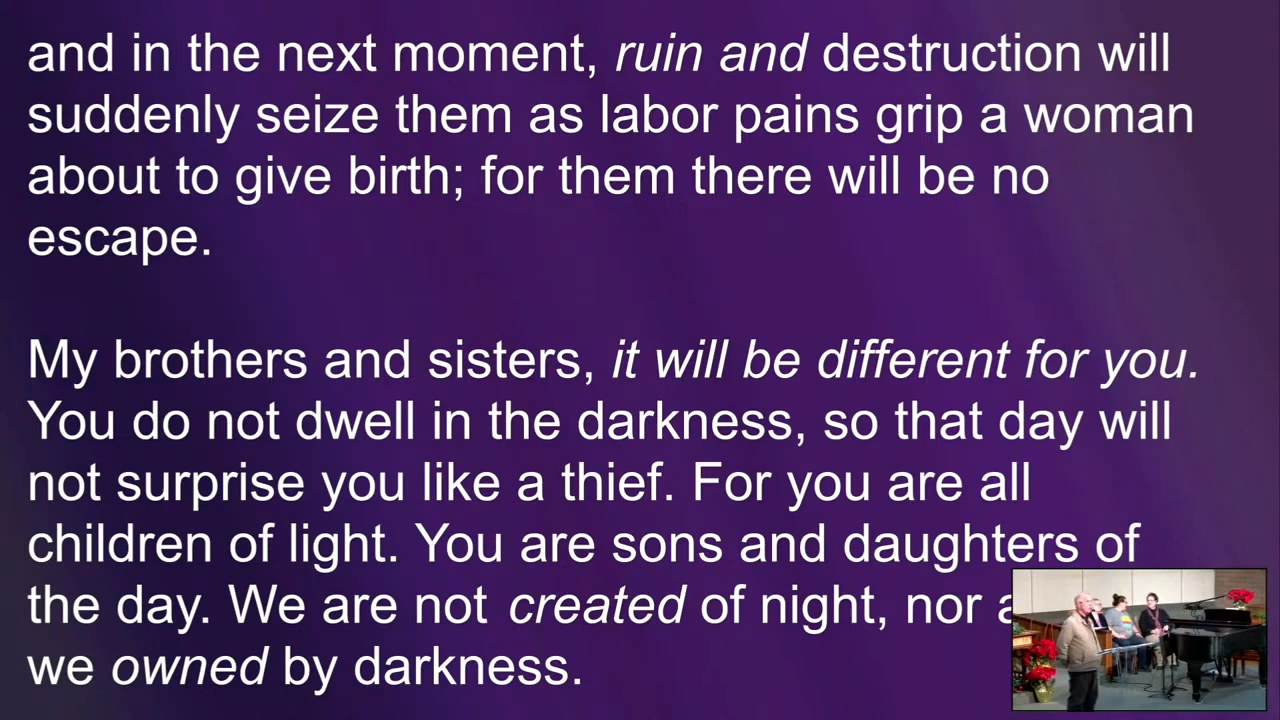 and in the next moment, ruin and destruction will
suddenly seize them as labor pains grip a woman
about to give birth; for them there will be no
escape.
My brothers and sisters, it will be different for you.
You do not dwell in the darkness, so that day will
not surprise you like a thief. For you are all
children of light. You are sons and daughters of
the day. We are not created of night, nor
we owned by darkness.